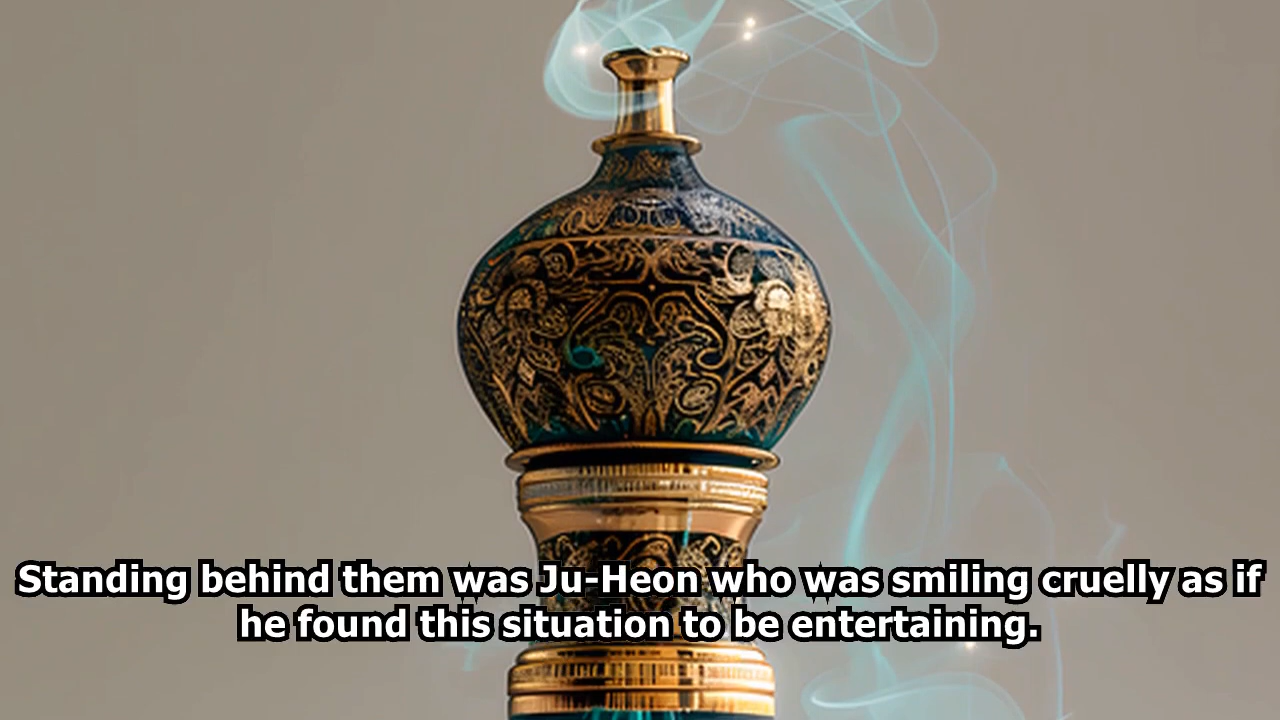 Standing behind them was Ju-Heon who was smiling cruelly as if
he found this situation to be entertaining.